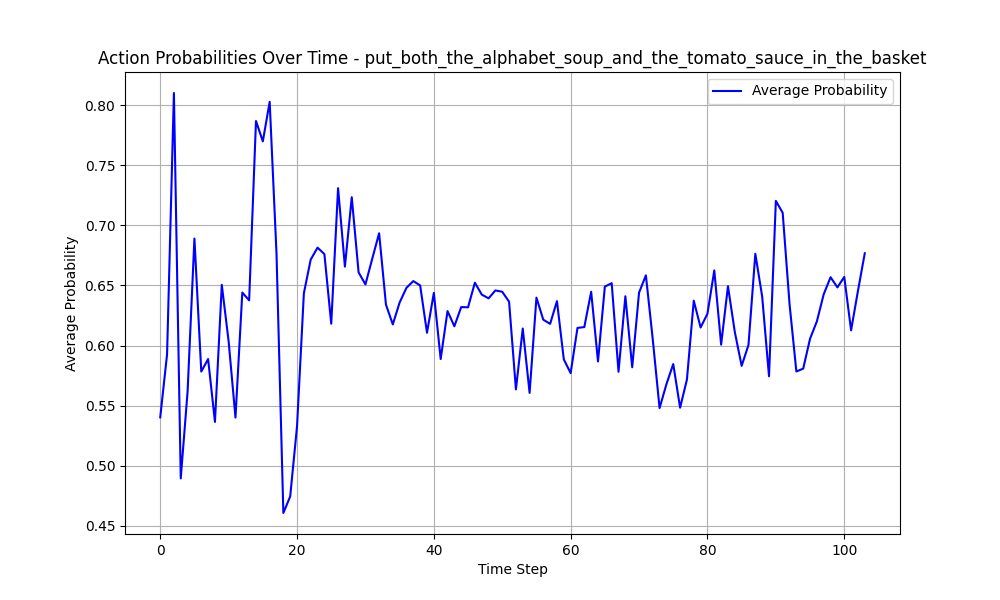 Action Probabilities Over Time - put_both_the_alphabet_soup_and_the_tomato_sauce_in_the_basket
Average Probability
0.80
0.75
0.70
0.65
0.60
0.55
0.50
0.45
Average Probability
0 20 40 60 80 100
Time Step